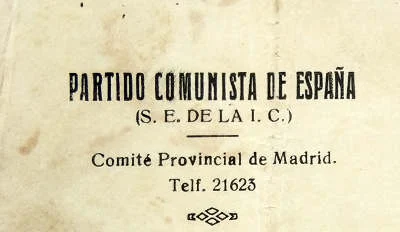 PARTIDO COMUNISTA DE ESPAÑA
(S. E. DE LA I. C.)
Comité Provincial de Madrid.
Telf. 21623